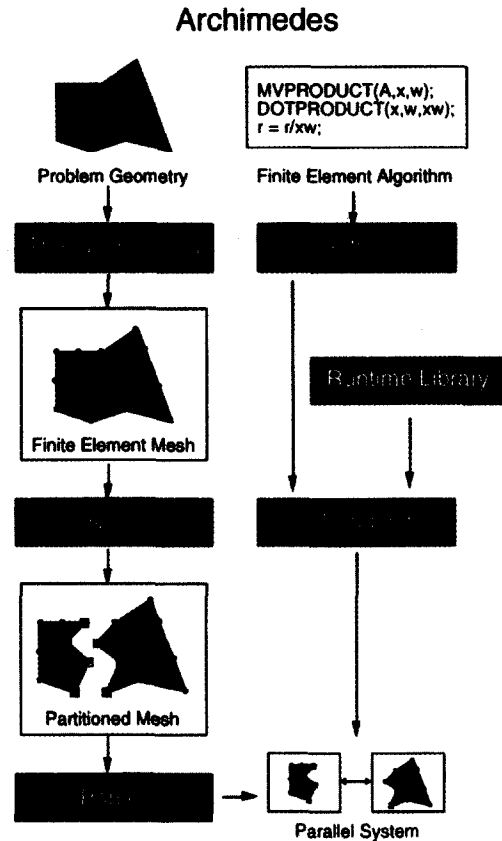 Archimedes
MVPRODUCT(A,x,w);
DOTPRODUCT(x,w,xw);
r = r/xw;
Problem Geometry
Finite Element Algorithm
Runtime Library
Finite Element Mesh
Partitioned Mesh
Parallel System